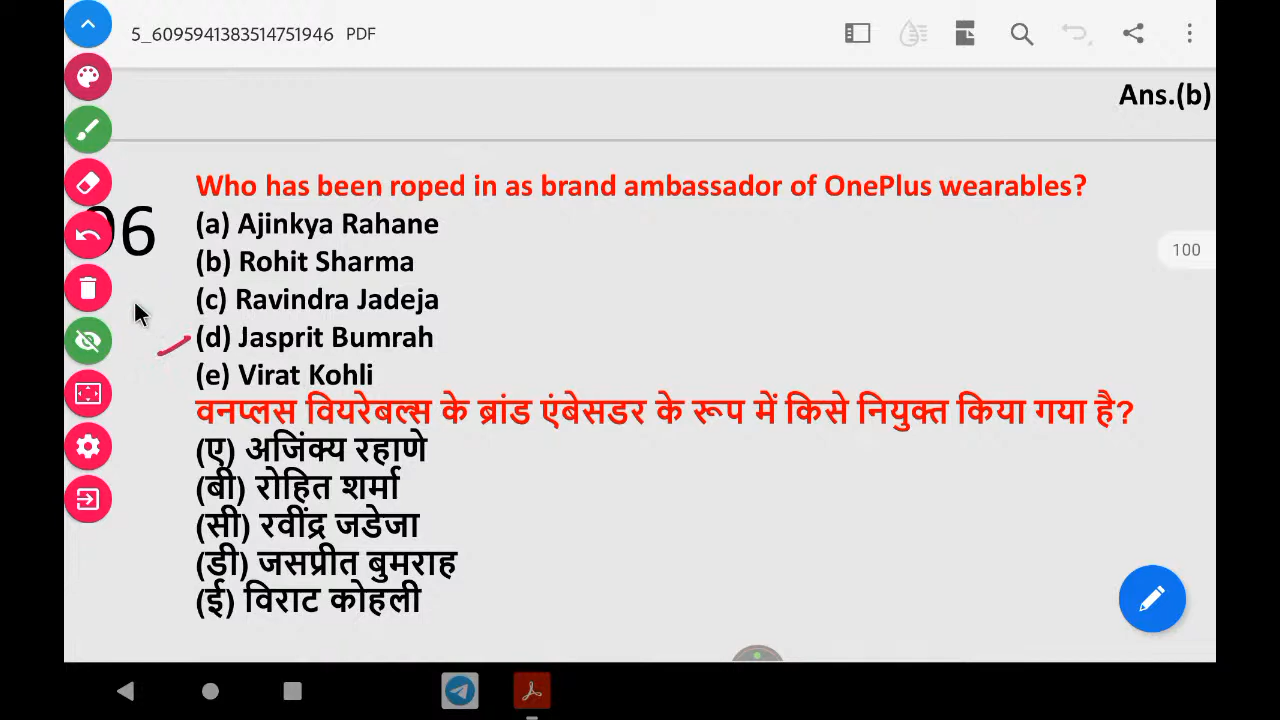 5_6095941383514751946 PDF
Ans.(b)
100
Who has been roped in as brand ambassador of OnePlus wearables?
(a) Ajinkya Rahane
(b) Rohit Sharma
(c) Ravindra Jadeja
(d) Jasprit Bumrah
(e) Virat Kohli
वनप्लस वियरेबल्स के ब्रांड एंबेसडर के रूप में किसे नियुक्त किया गया है?
(ए) अजिंक्य रहाणे
(बी) रोहित शर्मा
(सी) रवींद्र जडेजा
(डी) जसप्रीत बुमराह
(ई) विराट कोहली